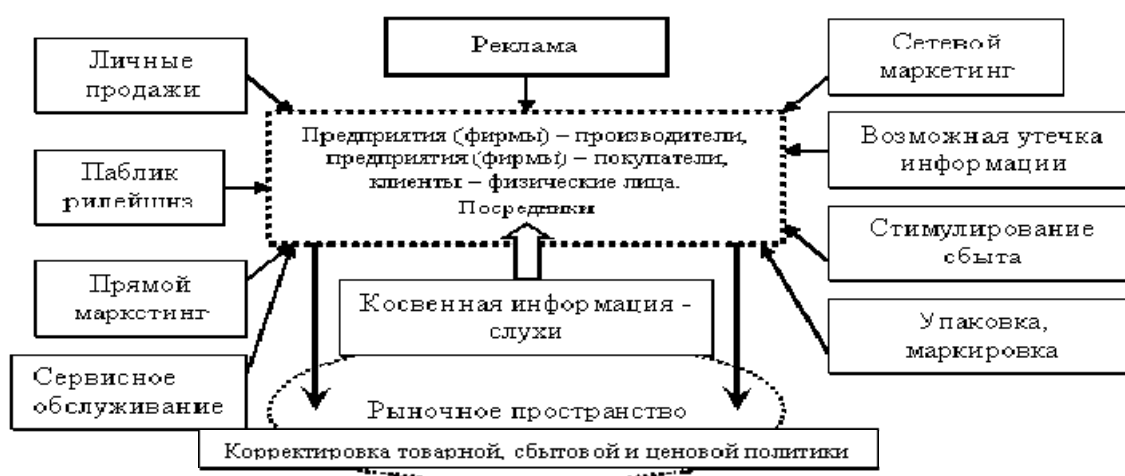 Реклама
Личные
продажи
Сетевой
маркетинг
Предприятия (фирмы) – производители,
предприятия (фирмы) – покупатели,
клиенты – физические лица.
Посредники
Возможная утечка
информации
Паблик
рилейшнз
Стимулирование
сбыта
Прямой
маркетинг
Косвенная информация -
слухи
Упаковка,
маркировка
Сервисное
обслуживание
Рыночное пространство
Корректировка товарной, сбытовой и ценовой политики